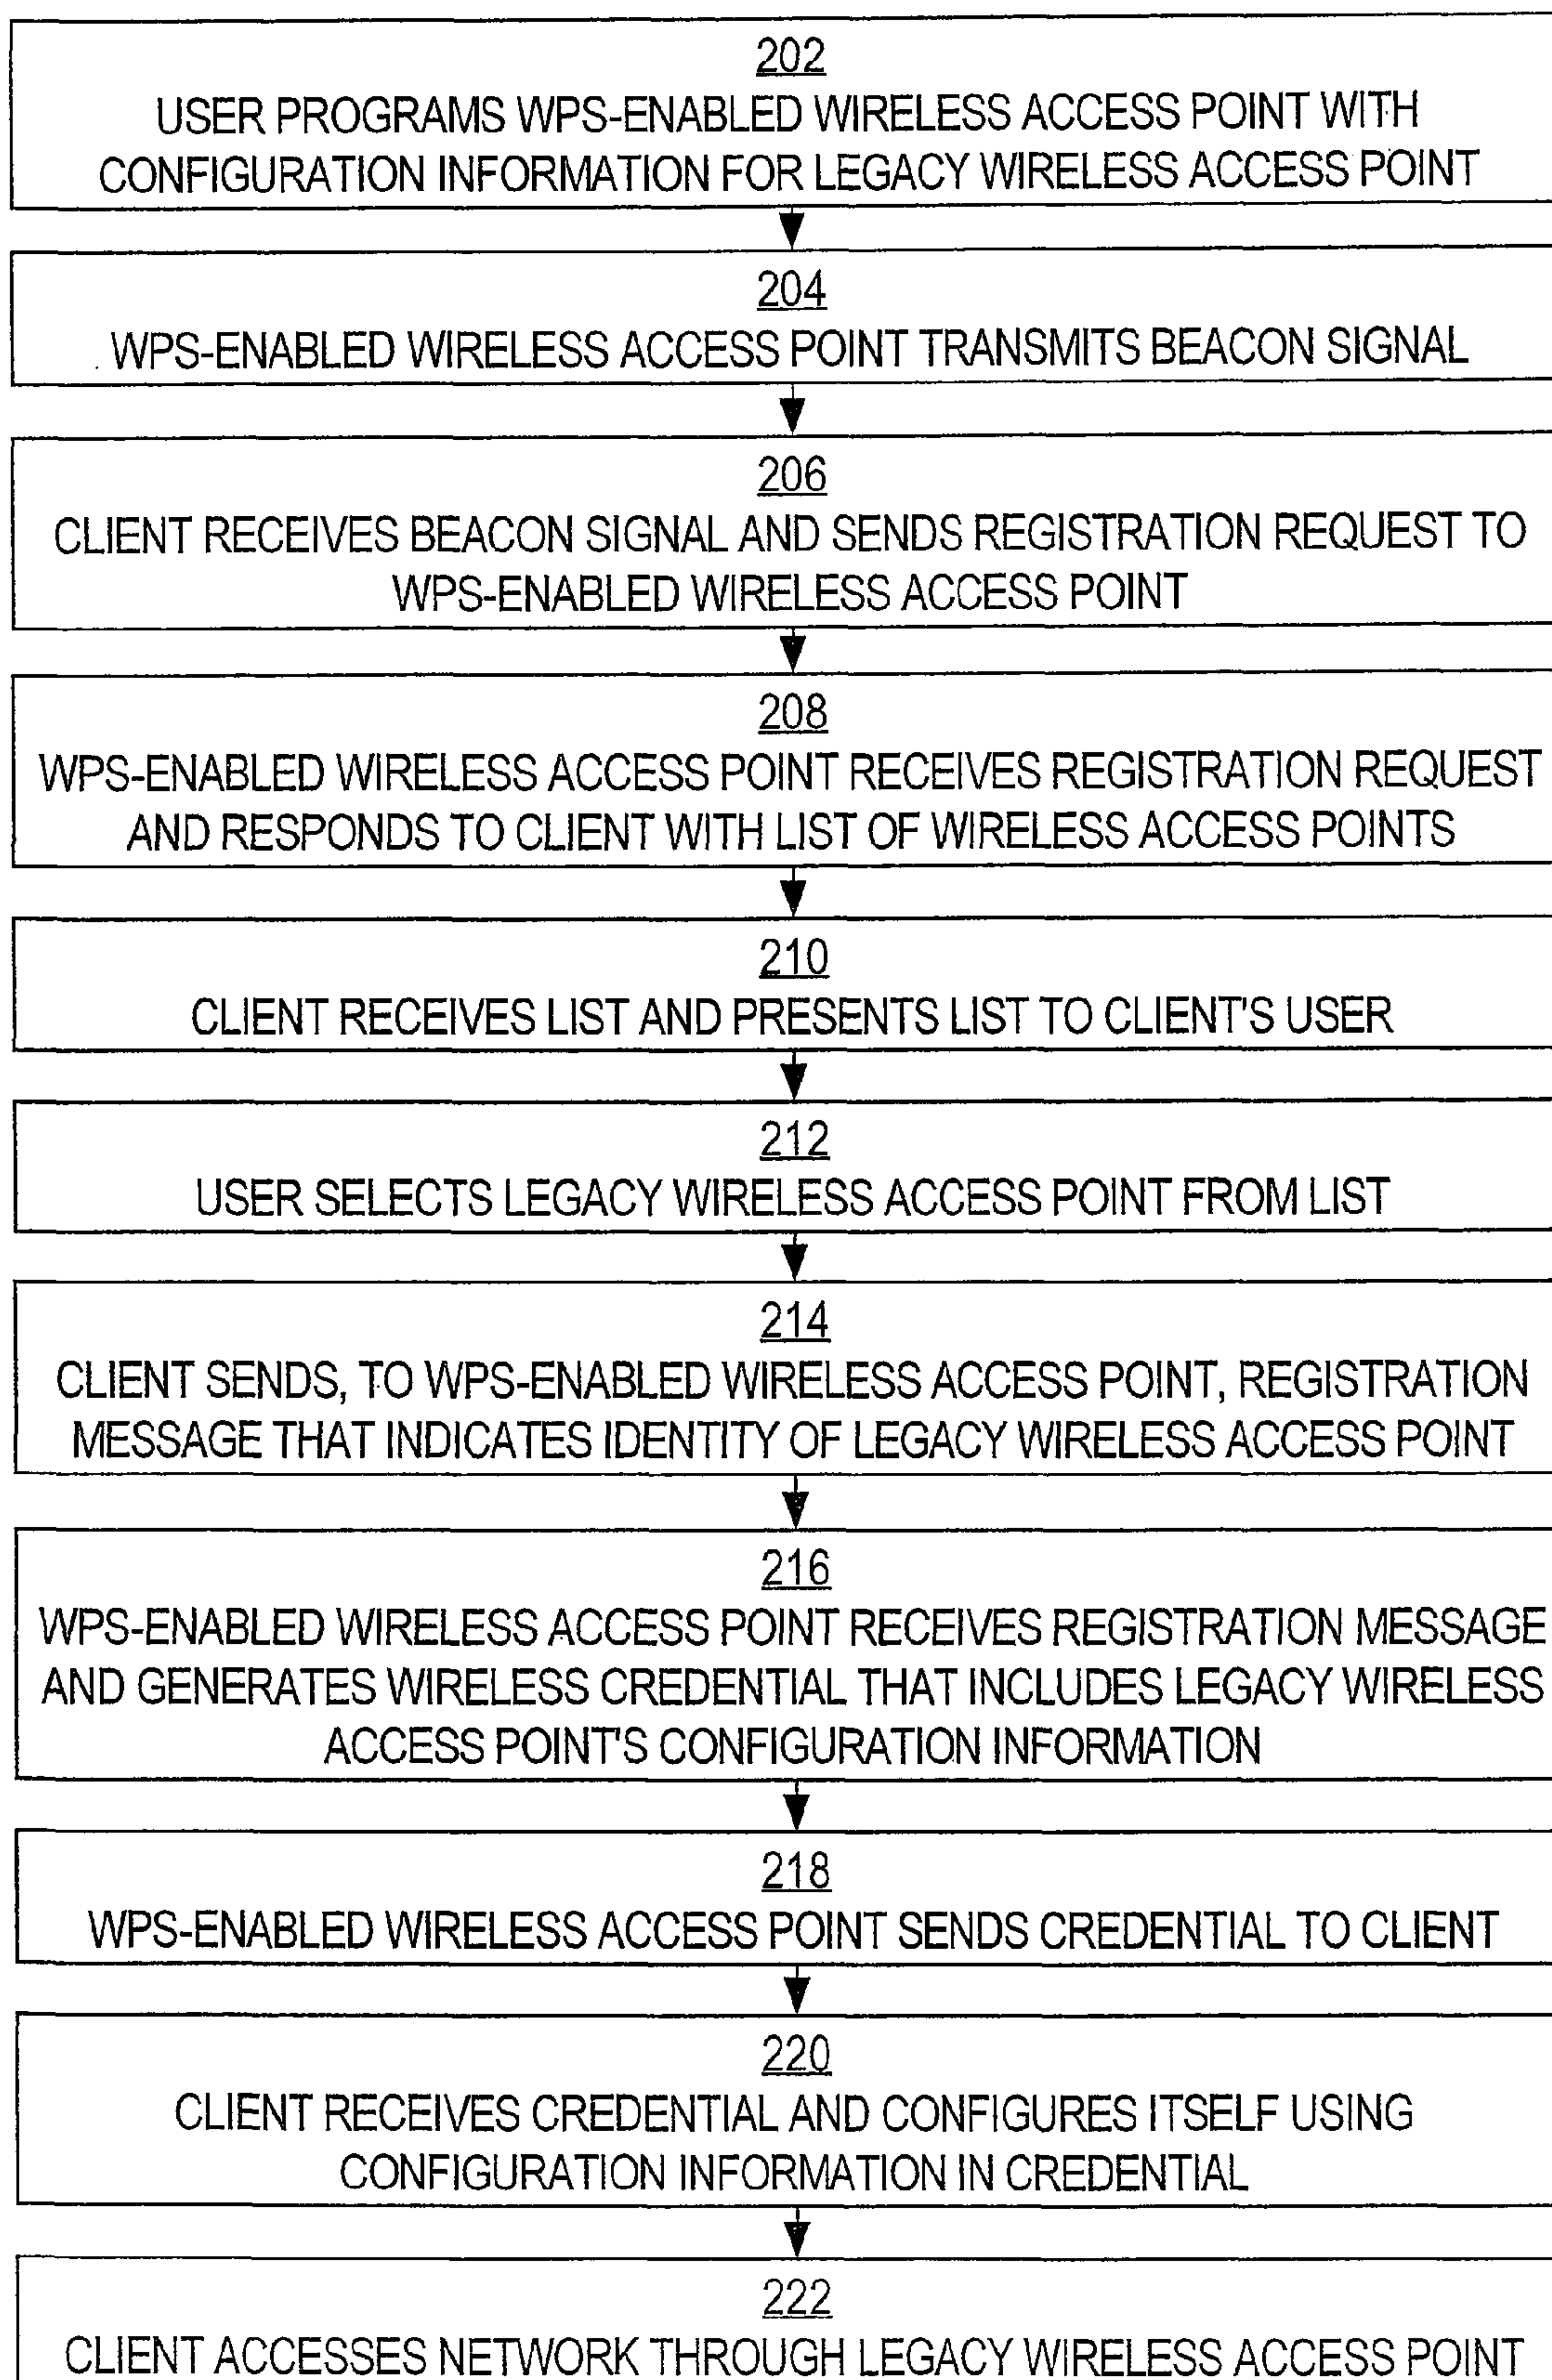 202
USER PROGRAMS WPS-ENABLED WIRELESS ACCESS POINT WITH
CONFIGURATION INFORMATION FOR LEGACY WIRELESS ACCESS POINT
204
WPS-ENABLED WIRELESS ACCESS POINT TRANSMITS BEACON SIGNAL
206
CLIENT RECEIVES BEACON SIGNAL AND SENDS REGISTRATION REQUEST TO
WPS-ENABLED WIRELESS ACCESS POINT
208
WPS-ENABLED WIRELESS ACCESS POINT RECEIVES REGISTRATION REQUEST
AND RESPONDS TO CLIENT WITH LIST OF WIRELESS ACCESS POINTS
210
CLIENT RECEIVES LIST AND PRESENTS LIST TO CLIENT'S USER
212
USER SELECTS LEGACY WIRELESS ACCESS POINT FROM LIST
214
CLIENT SENDS, TO WPS-ENABLED WIRELESS ACCESS POINT, REGISTRATION
MESSAGE THAT INDICATES IDENTITY OF LEGACY WIRELESS ACCESS POINT
216
WPS-ENABLED WIRELESS ACCESS POINT RECEIVES REGISTRATION MESSAGE
AND GENERATES WIRELESS CREDENTIAL THAT INCLUDES LEGACY WIRELESS
ACCESS POINT'S CONFIGURATION INFORMATION
218
WPS-ENABLED WIRELESS ACCESS POINT SENDS CREDENTIAL TO CLIENT
220
CLIENT RECEIVES CREDENTIAL AND CONFIGURES ITSELF USING
CONFIGURATION INFORMATION IN CREDENTIAL
222
CLIENT ACCESSES NETWORK THROUGH LEGACY WIRELESS ACCESS POINT